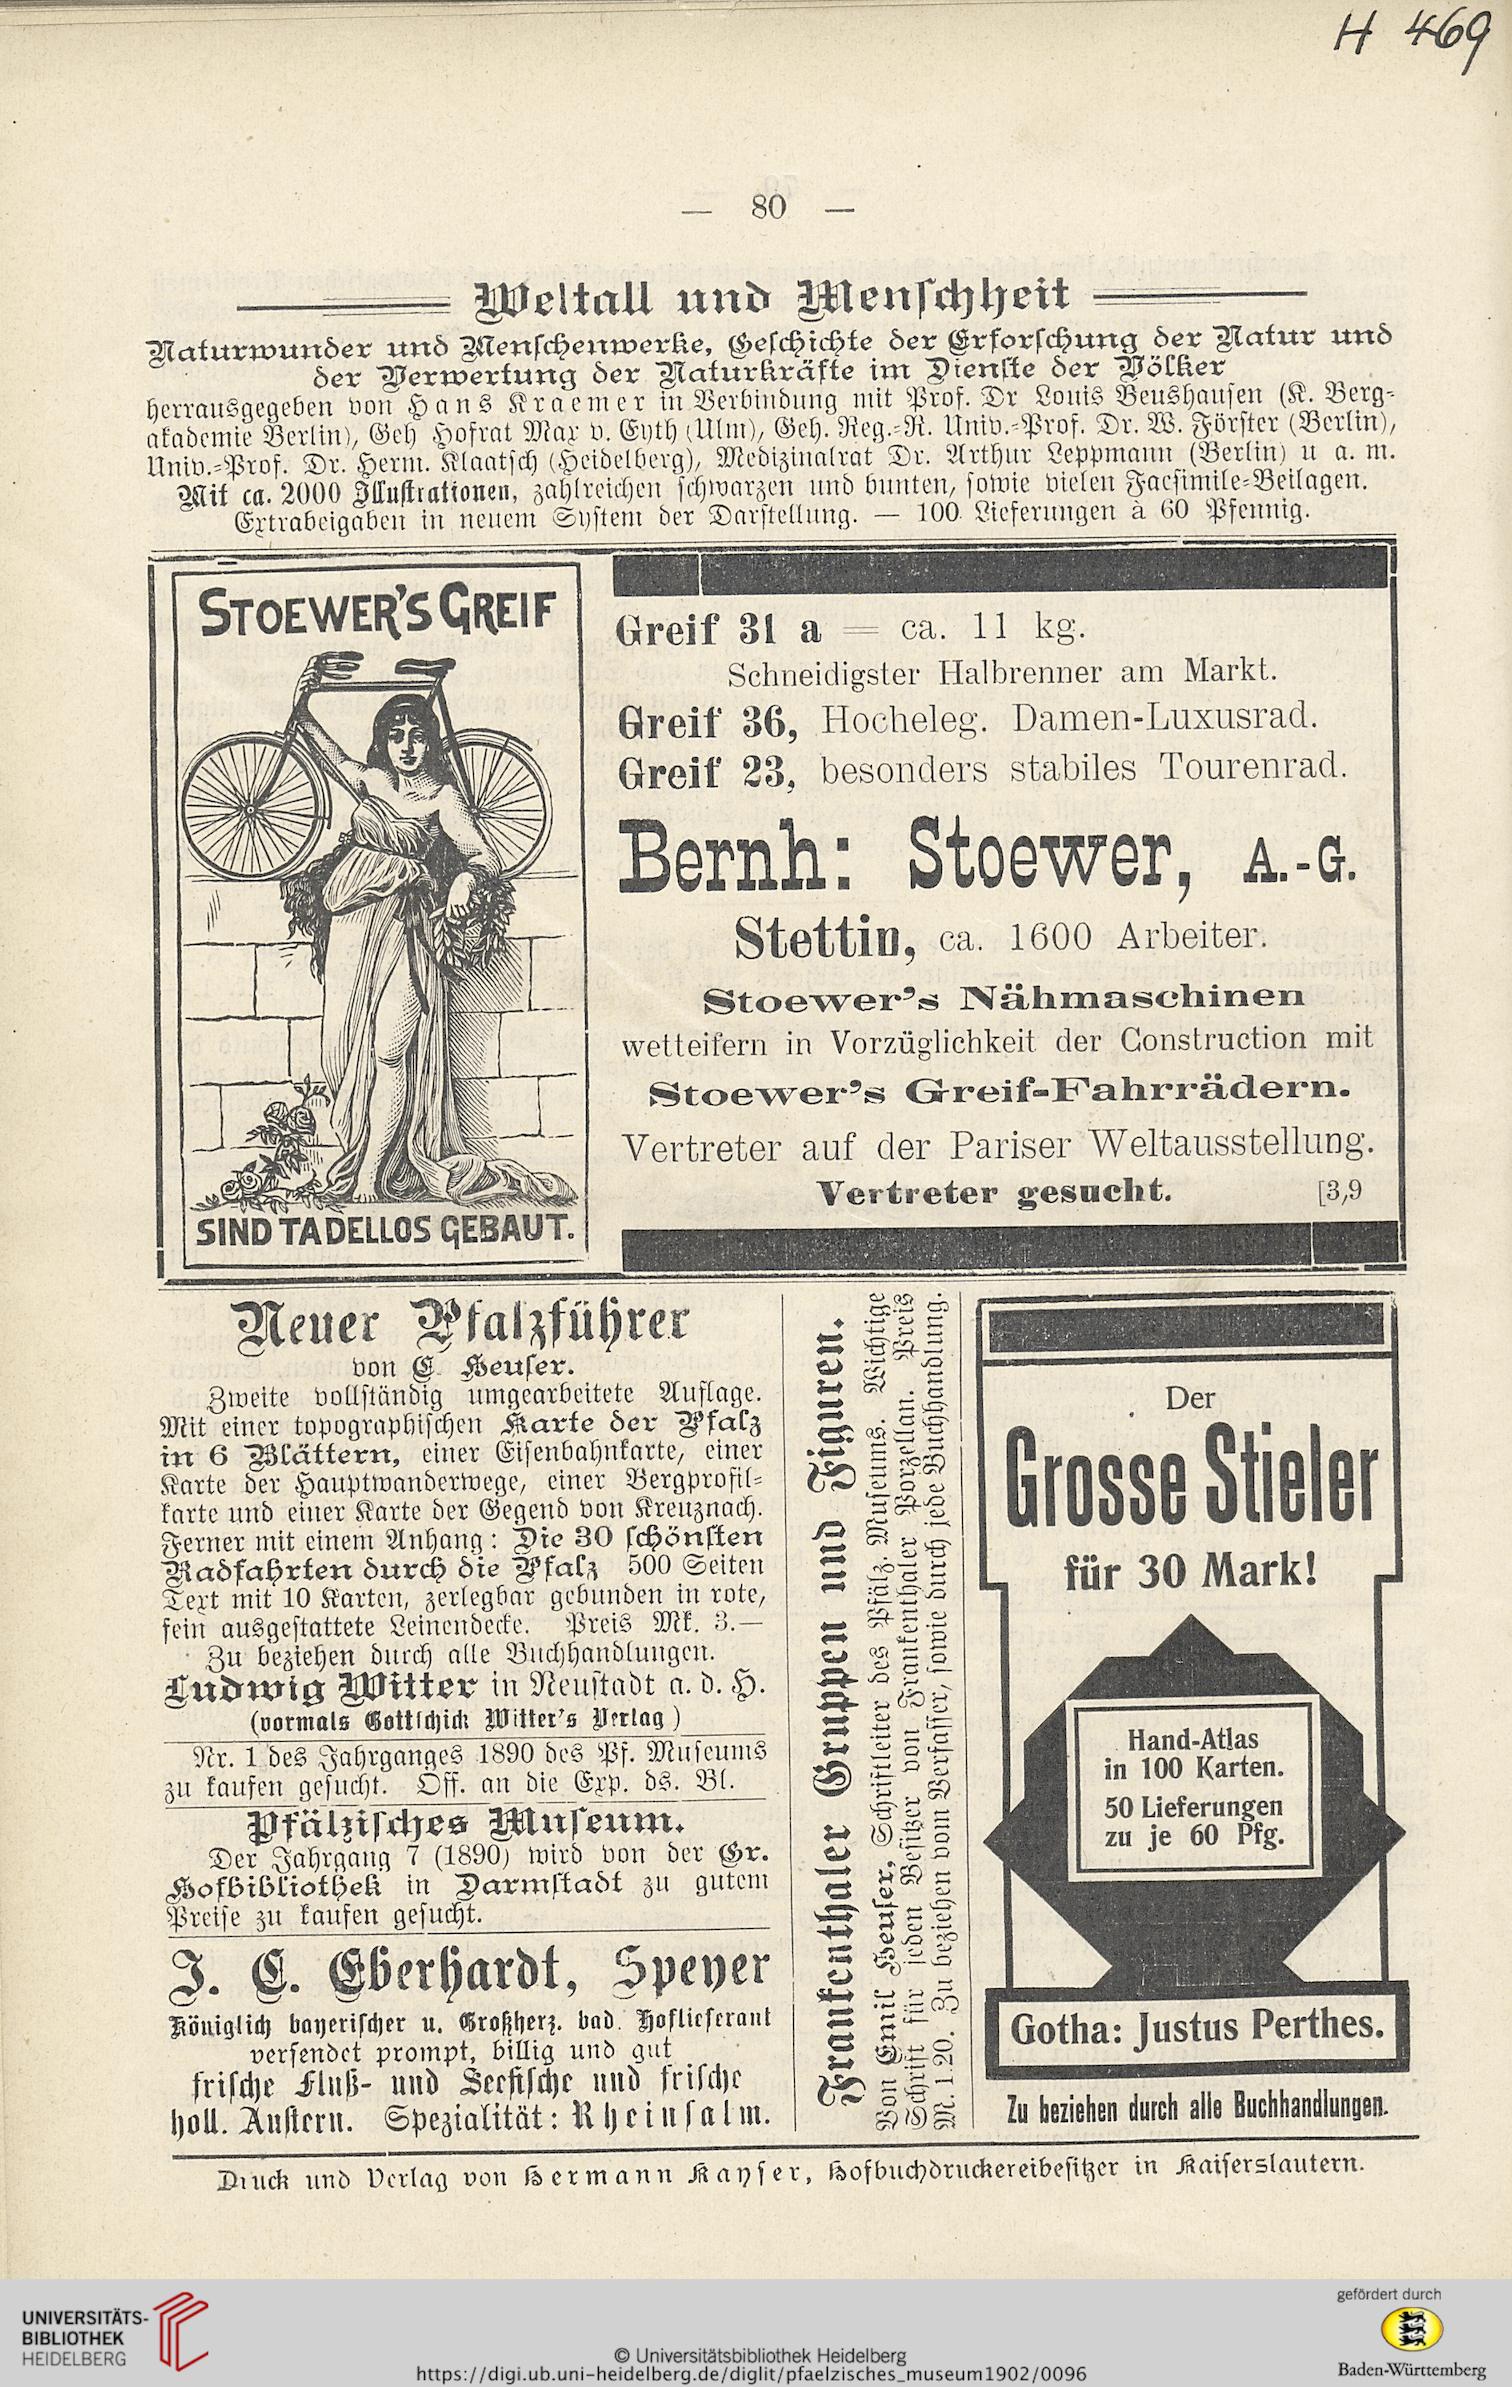 H 469
— 80 —
Weltall und Menschheit
Naturwunder und Menschenwerke, Geschichte der Erforschung der Natur und
der Verwertung der Naturkräfte im Dienste der Völker
herrausgegeben von Hans Kraemer in Verbindung mit Prof. Dr Louis Beushausen (K. Berg-
akademie Berlin), Geh Hofrat Max v. Eyth (Ulm), Geh. Reg.-R. Univ.-Prof. Dr. W. Förster (Berlin),
Univ.-Prof. Dr. Herm. Klaatsch (Heidelberg), Medizinalrat Dr. Arthur Leppmann (Berlin) u a. m.
Mit ca. 2000 Illustrationen, zahlreichen schwarzen und bunten, sowie vielen Facsimile-Beilagen.
Extrabeigaben in neuem System der Darstellung. — 100 Lieferungen à 60 Pfennig.
STOEWER'S GREIF
SIND TADELLOS GEBAUT.
Greif 31 a = ca. 11 kg.
Schneidigster Halbrenner am Markt.
Greif 36, Hocheleg. Damen-Luxusrad.
Greif 23, besonders stabiles Tourenrad.
Bernh: Stoewer, A.-G.
Stettin, ca. 1600 Arbeiter.
Stoewer's Nähmaschinen
wetteifern in Vorzüglichkeit der Construction mit
Stoewer's Greif-Fahrrädern.
Vertreter auf der Pariser Weltausstellung.
Vertreter gesucht. [3,9
Neuer Pfalzführer
von E. Heuser.
Zweite vollständig umgearbeitete Auflage.
Mit einer topographischen Karte der Pfalz
in 6 Blättern, einer Eisenbahnkarte, einer
Karte der Hauptwanderwege, einer Bergprofil-
karte und einer Karte der Gegend von Kreuznach.
Ferner mit einem Anhang: Die 30 schönsten
Radfahrten durch die Pfalz 500 Seiten
Text mit 10 Karten, zerlegbar gebunden in rote,
fein ausgestattete Leinendecke. Preis Mk. 3.—
Zu beziehen durch alle Buchhandlungen.
Ludwig Witter in Neustadt a. d. H.
(vormals Gottschick Witter's Verlag)
Nr. 1 des Jahrganges 1890 des Pf. Museums
zu kaufen gesucht. Off. an die Exp. ds. Bl.
Pfälzisches Museum.
Der Jahrgang 7 (1890) wird von der Gr.
Hofbibliothek in Darmstadt zu gutem
Preise zu kaufen gesucht.
J. C. Eberhardt, Speyer
Königlich bayerischer u. Großherz. bad. Hoflieferant
versendet prompt, billig und gut
frische Fluß- und Seefische und frische
holl. Austern. Spezialität: Rheinsalm.
Frankenthaler Gruppen und Figuren.
Von Emil Heuser, Schriftleiter des Pfälz. Museums. Wichtige
Schrift für jeden Besitzer von Frankenthaler Porzellan. Preis
M. 1.20. Zu beziehen vom Verfasser, sowie durch jede Buchhandlung.
Der
Grosse Stieler
für 30 Mark!
Hand-Atlas
in 100 Karten.
50 Lieferungen
zu je 60 Pfg.
Gotha: Justus Perthes.
Zu beziehen durch alle Buchhandlungen.
Druck und Verlag von Hermann Kayser, Hofbuchdruckereibesitzer in Kaiserslautern.
UNIVERSITÄTS-
BIBLIOTHEK
HEIDELBERG
© Universitätsbibliothek Heidelberg
https://digi.ub.uni-heidelberg.de/diglit/pfaelzisches_museum1902/0096
gefördert durch
Baden-Württemberg